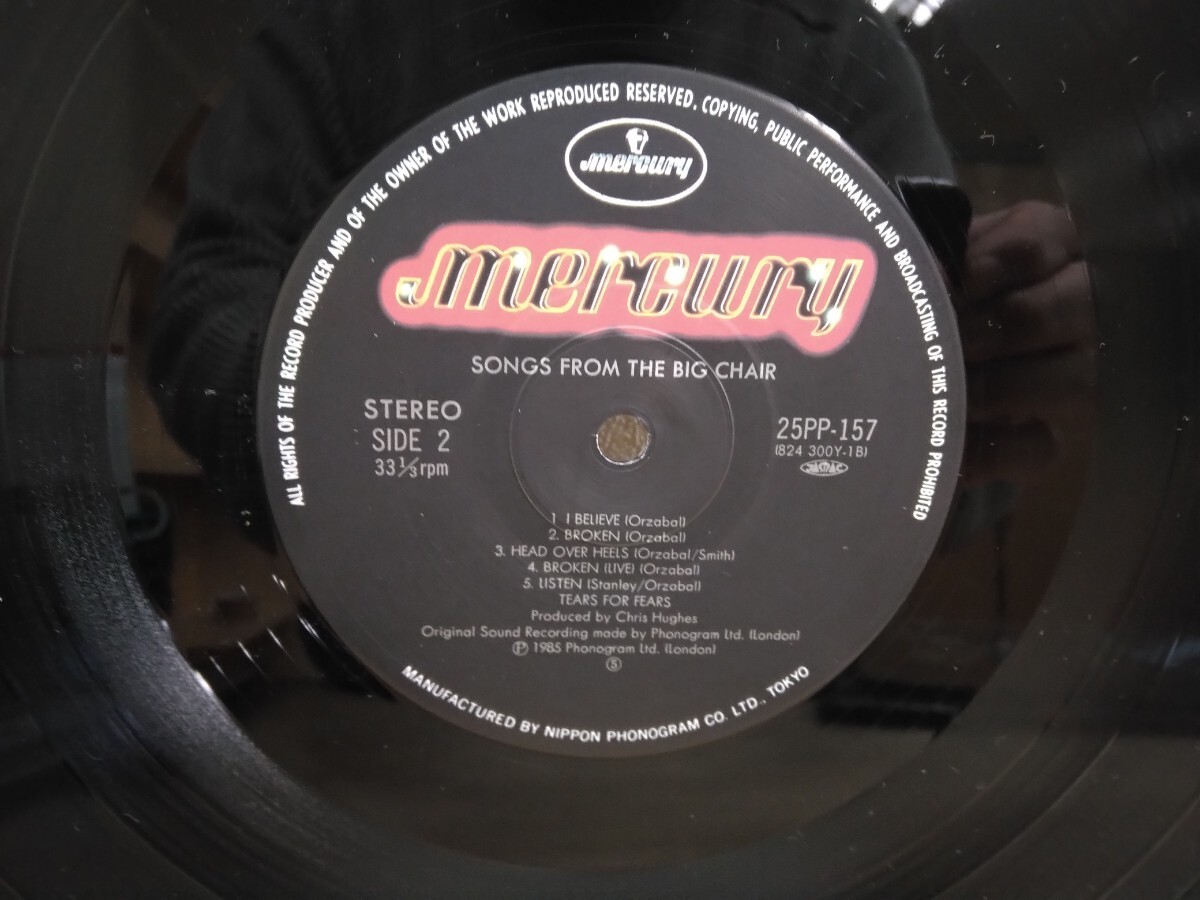 ALL RIGHTS OF THE RECORD PRODUCER AND OF THE OWNER OF THE WORK REPRODUCED RESERVED. COPYING, PUBLIC PERFORMANCE AND BROADCASTING OF THIS RECORD PROHIBITED
mercury
mercury
SONGS FROM THE BIG CHAIR
STEREO
SIDE 2
33⅓rpm
25PP-157
(824 300Y-1B)
JASRAC
1 I BELIEVE (Orzabal)
2. BROKEN (Orzabal)
3. HEAD OVER HEELS (Orzabal/Smith)
4. BROKEN (LIVE) (Orzabal)
5. LISTEN (Stanley/Orzabal)
TEARS FOR FEARS
Produced by Chris Hughes
Original Sound Recording made by Phonogram Ltd. (London)
Ⓟ 1985 Phonogram Ltd. (London)
Ⓢ
MANUFACTURED BY NIPPON PHONOGRAM CO. LTD., TOKYO